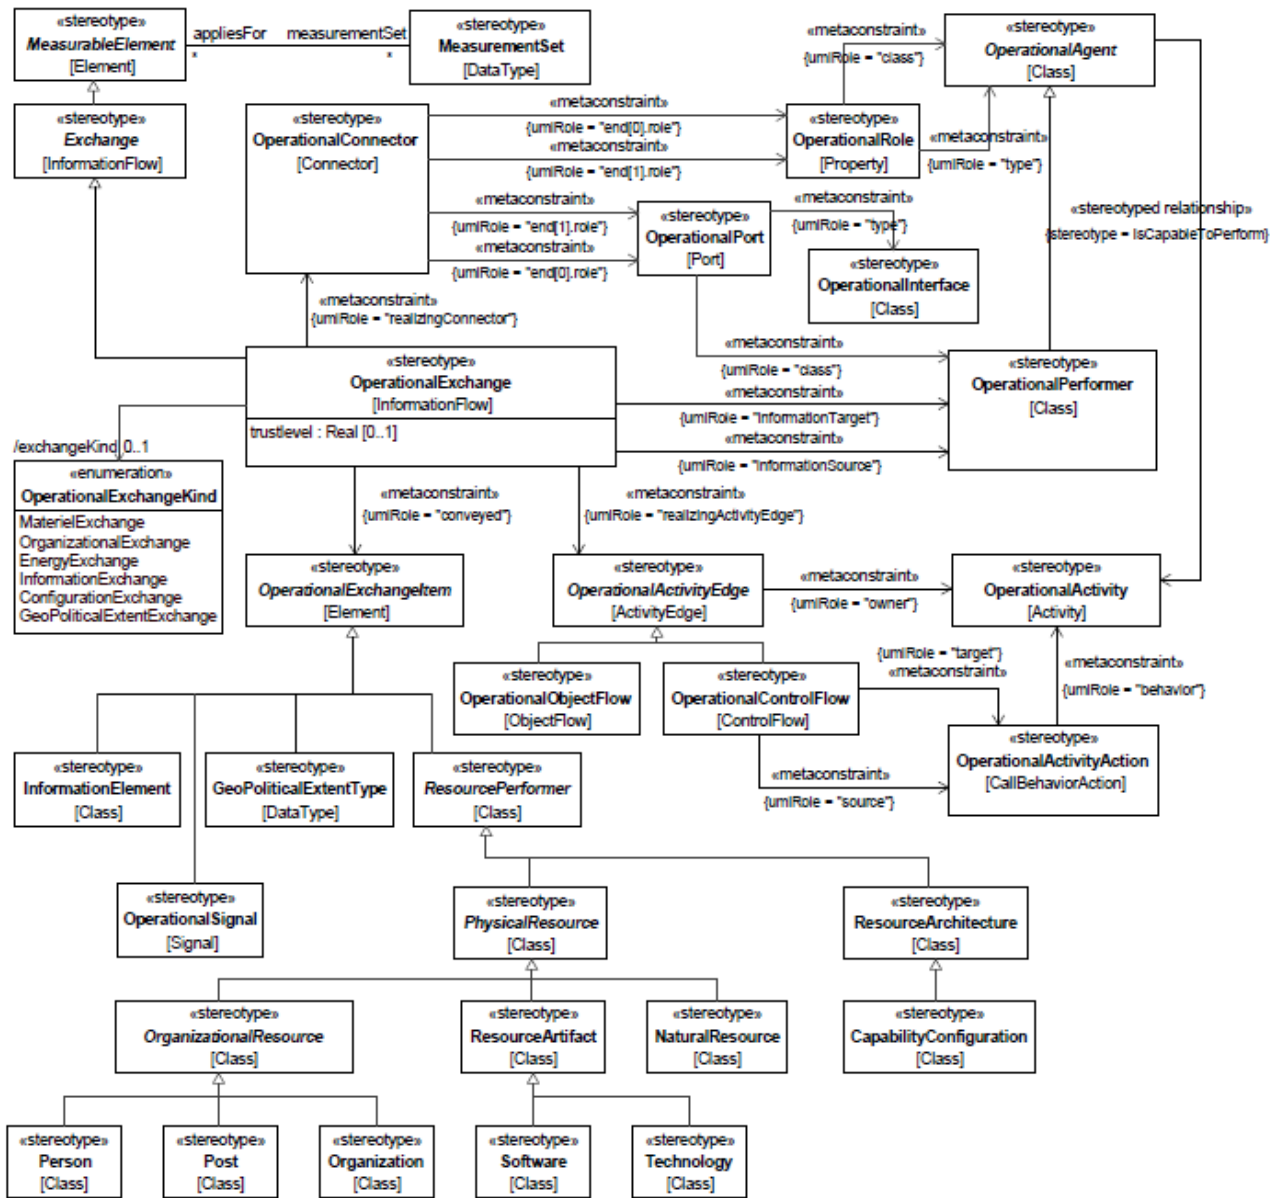 «stereotype»
MeasurableElement
[Element]
appliesFor
*
measurementSet
*
«stereotype»
MeasurementSet
[DataType]
«metaconstraint»
{umlRole = "class"}
«stereotype»
OperationalAgent
[Class]
«stereotype»
Exchange
[InformationFlow]
«stereotype»
OperationalConnector
[Connector]
«metaconstraint»
{umlRole = "end[0].role"}
«metaconstraint»
{umlRole = "end[1].role"}
«stereotype»
OperationalRole
[Property]
«metaconstraint»
{umlRole = "type"}
«metaconstraint»
{umlRole = "end[1].role"}
«metaconstraint»
{umlRole = "end[0].role"}
«stereotype»
OperationalPort
[Port]
«metaconstraint»
{umlRole = "type"}
«stereotyped relationship»
{stereotype = IsCapableToPerform}
«stereotype»
OperationalInterface
[Class]
«metaconstraint»
{umlRole = "realizingConnector"}
«stereotype»
OperationalExchange
[InformationFlow]
trustlevel : Real [0..1]
«metaconstraint»
{umlRole = "class"}
«metaconstraint»
{umlRole = "InformationTarget"}
«metaconstraint»
{umlRole = "InformationSource"}
«stereotype»
OperationalPerformer
[Class]
/exchangeKind 0..1
«enumeration»
OperationalExchangeKind
MaterielExchange
OrganizationalExchange
EnergyExchange
InformationExchange
ConfigurationExchange
GeoPoliticalExtentExchange
«metaconstraint»
{umlRole = "conveyed"}
«metaconstraint»
{umlRole = "realizingActivityEdge"}
«stereotype»
OperationalExchangeItem
[Element]
«stereotype»
OperationalActivityEdge
[ActivityEdge]
«metaconstraint»
{umlRole = "owner"}
«stereotype»
OperationalActivity
[Activity]
«stereotype»
OperationalObjectFlow
[ObjectFlow]
«stereotype»
OperationalControlFlow
[ControlFlow]
{umlRole = "target"}
«metaconstraint»
«metaconstraint»
{umlRole = "behavior"}
«metaconstraint»
{umlRole = "source"}
«stereotype»
OperationalActivityAction
[CallBehaviorAction]
«stereotype»
InformationElement
[Class]
«stereotype»
GeoPoliticalExtentType
[DataType]
«stereotype»
ResourcePerformer
[Class]
«stereotype»
OperationalSignal
[Signal]
«stereotype»
PhysicalResource
[Class]
«stereotype»
ResourceArchitecture
[Class]
«stereotype»
OrganizationalResource
[Class]
«stereotype»
ResourceArtifact
[Class]
«stereotype»
NaturalResource
[Class]
«stereotype»
CapabilityConfiguration
[Class]
«stereotype»
Person
[Class]
«stereotype»
Post
[Class]
«stereotype»
Organization
[Class]
«stereotype»
Software
[Class]
«stereotype»
Technology
[Class]